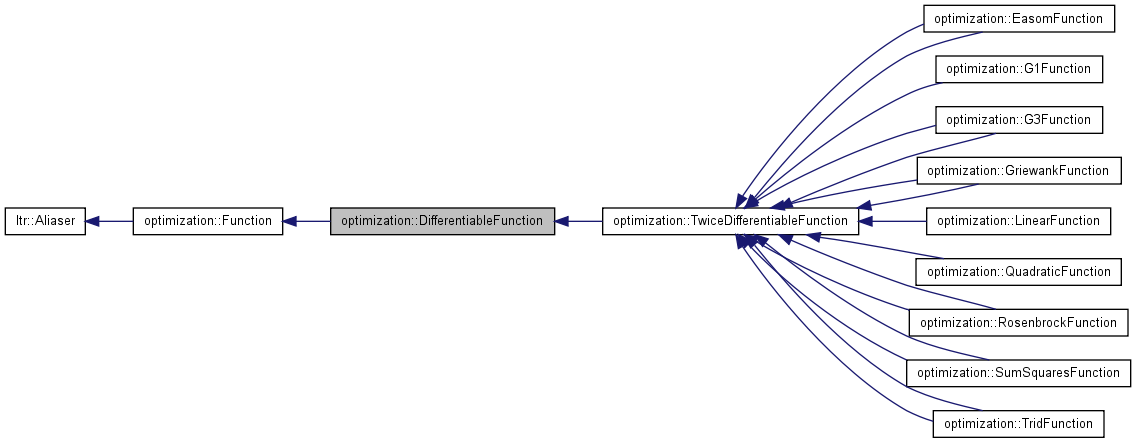 ltr::Aliaser
optimization::Function
optimization::DifferentiableFunction
optimization::TwiceDifferentiableFunction
optimization::EasomFunction
optimization::G1Function
optimization::G3Function
optimization::GriewankFunction
optimization::LinearFunction
optimization::QuadraticFunction
optimization::RosenbrockFunction
optimization::SumSquaresFunction
optimization::TridFunction